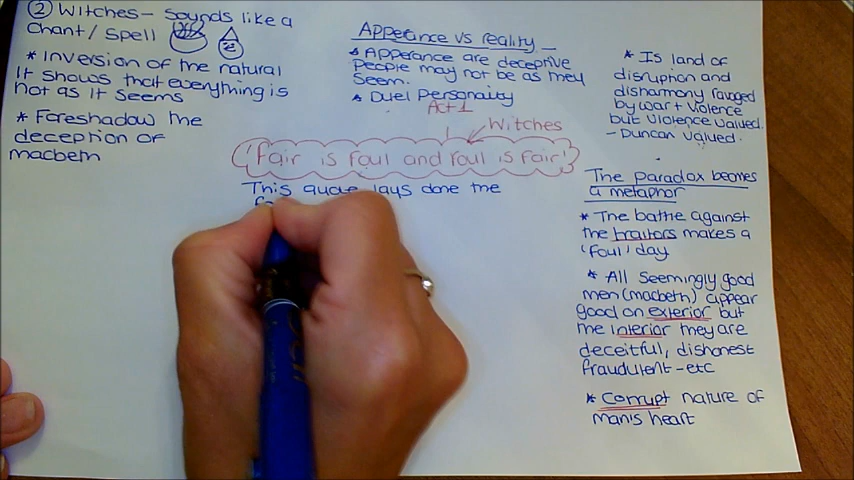 ② Witches - Sounds like a
Chant / Spell
* Inversion of the natural
It shows that everything is
not as it seems
* Foreshadow the
deception of
macbeth
Apperance vs reality -
* Apperance are deceptive
People may not be as they
seem.
* Duel Personality
Act 1
Witches
'Fair is Foul and Foul is Fair'
This quote lays done the
fo
* Is land of
disruption and
disharmony ravaged
by war + violence
but violence valued.
- Duncan valued.
The paradox becomes
a metaphor
* The battle against
the traitors makes a
'foul' day
* All seemingly good
men (macbeth) appear
good on exterior but
the interior they are
deceitful, dishonest
fraudulent - etc
* Corrupt nature of
man's heart